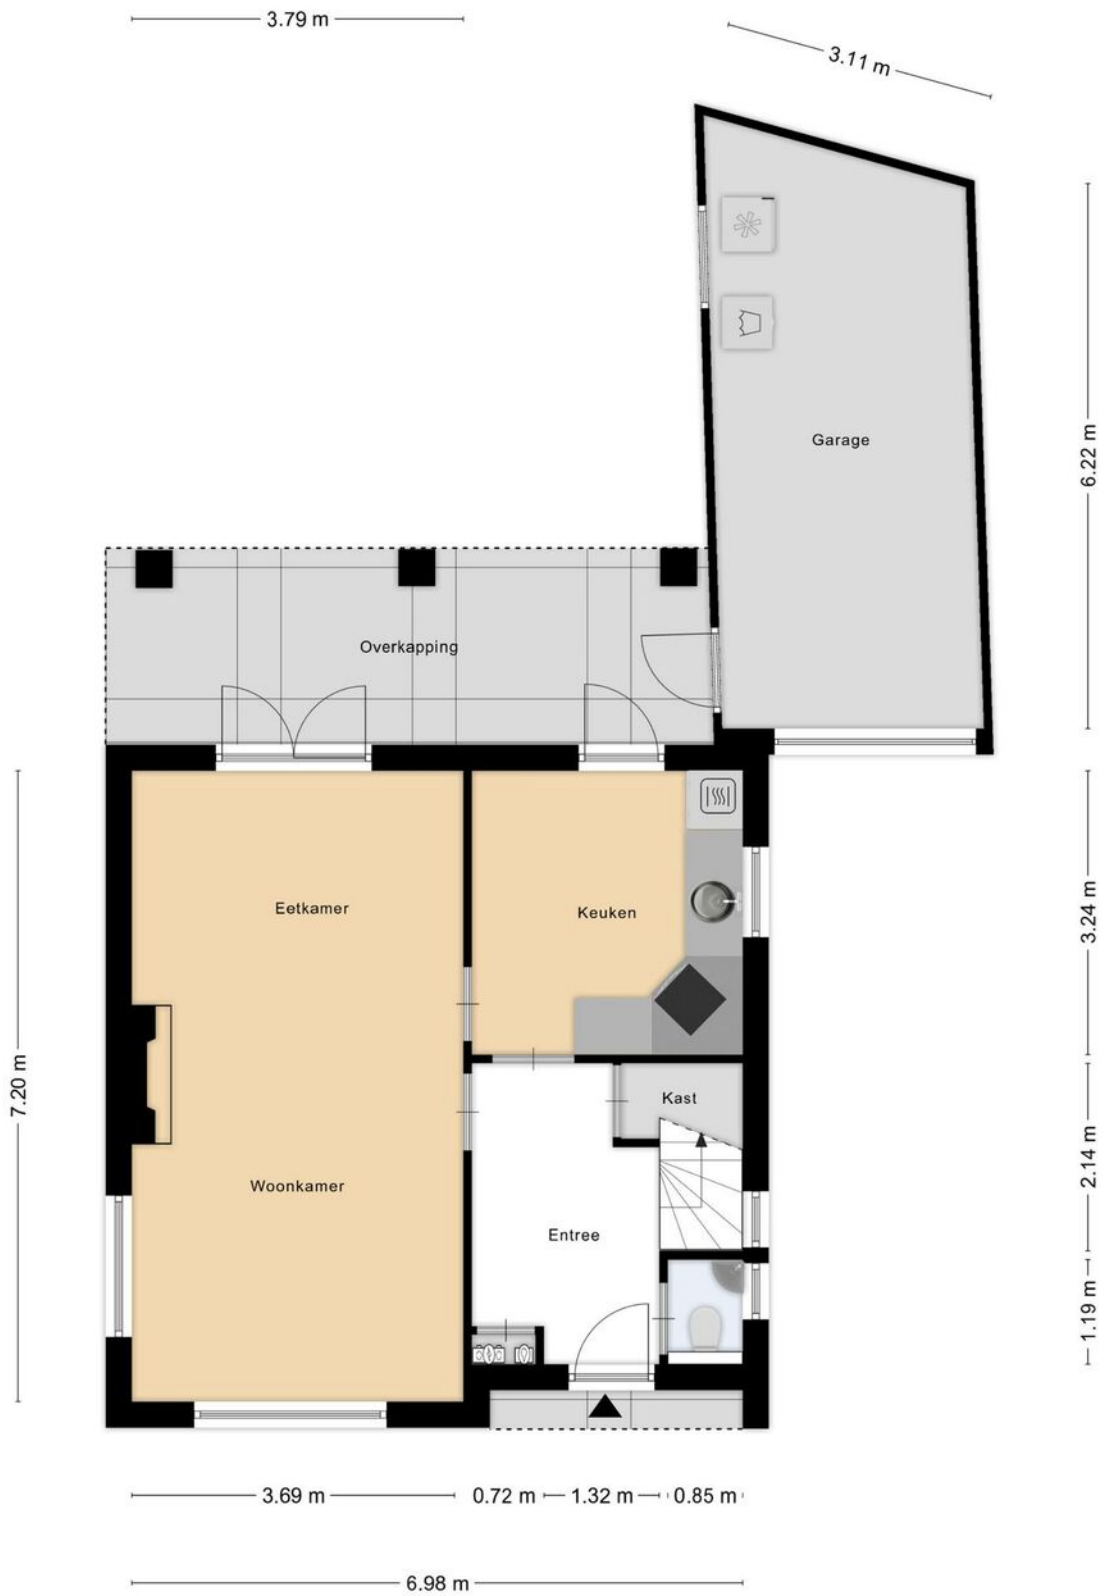 3.79 m
3.11 m
6.22 m
Garage
Overkapping
Eetkamer
Keuken
3.24 m
7.20 m
Kast
2.14 m
Woonkamer
Entree
1.19 m
3.69 m
0.72 m
1.32 m
0.85 m
6.98 m